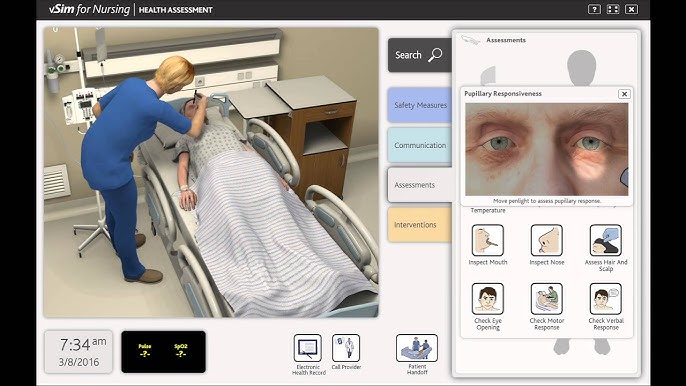 vSim for Nursing | HEALTH ASSESSMENT
?
Search
Assessments
Pupillary Responsiveness
Safety Measures
Communication
Assessments
Interventions
Move penlight to assess pupillary response.
Temperature
Inspect Mouth
Inspect Nose
Assess Hair And
Scalp
Check Eye
Opening
Check Motor
Response
Check Verbal
Response
7:34 am
3/8/2016
Pulse
-?-
SpO2
-?-
Electronic
Health Record
Call Provider
Patient
Handoff